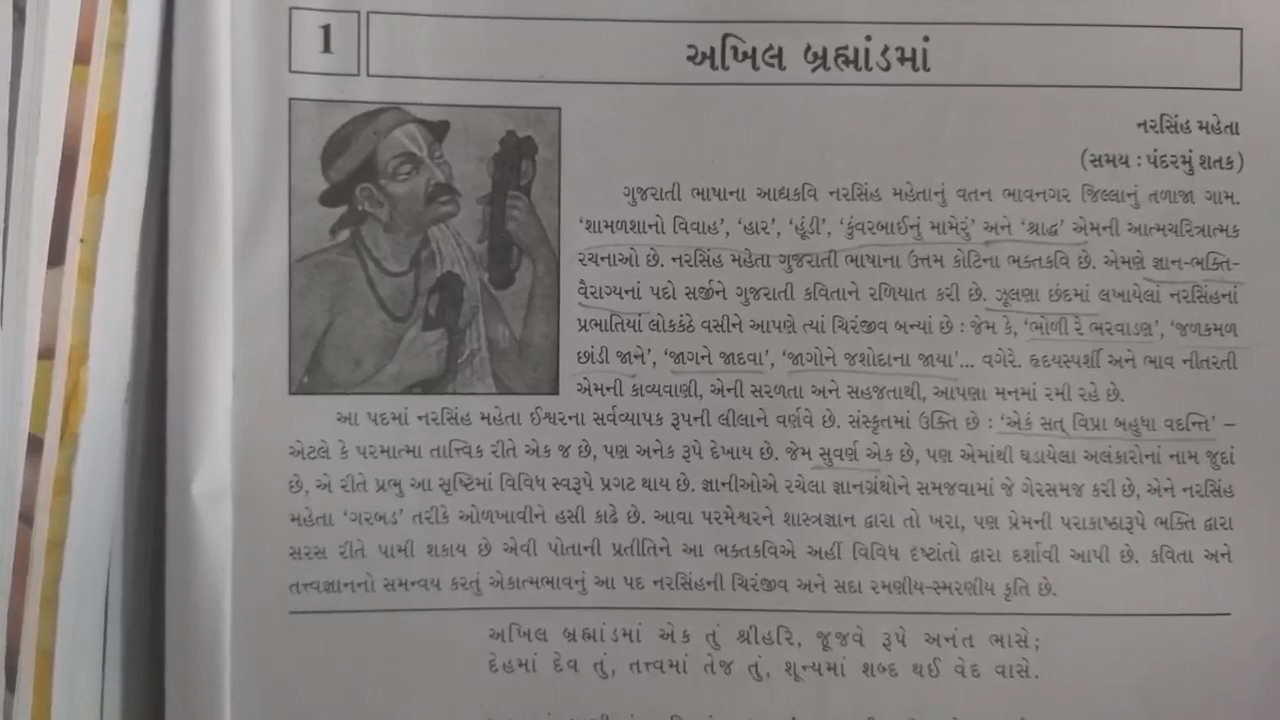 1
અખિલ બ્રહ્માંડમાં
નરસિંહ મહેતા
(સમય : પંદરમું શતક)
ગુજરાતી ભાષાના આદ્યકવિ નરસિંહ મહેતાનું વતન ભાવનગર જિલ્લાનું તળાજા ગામ.
‘શામળશાનો વિવાહ’, ‘હાર’, ‘હૂંડી’, ‘કુંવરબાઈનું મામેરું’ અને ‘શ્રાદ્ધ’ એમની આત્મચરિત્રાત્મક
રચનાઓ છે. નરસિંહ મહેતા ગુજરાતી ભાષાના ઉત્તમ કોટિના ભક્તકવિ છે. એમણે જ્ઞાન-ભક્તિ-
વૈરાગ્યનાં પદો સર્જીને ગુજરાતી કવિતાને રળિયાત કરી છે. ઝૂલણા છંદમાં લખાયેલાં નરસિંહનાં
પ્રભાતિયાં લોકકંઠે વસીને આપણે ત્યાં ચિરંજીવ બન્યાં છે : જેમ કે, ‘ભોળી રે ભરવાડણ’, ‘જળકમળ
છાંડી જાને’, ‘જાગને જાદવા’, ‘જાગોને જશોદાના જાયા’... વગેરે. હૃદયસ્પર્શી અને ભાવ નીતરતી
એમની કાવ્યવાણી, એની સરળતા અને સહજતાથી, આપણા મનમાં રમી રહે છે.
આ પદમાં નરસિંહ મહેતા ઈશ્વરના સર્વવ્યાપક રૂપની લીલાને વર્ણવે છે. સંસ્કૃતમાં ઉક્તિ છે : ‘એકં સત્ વિપ્રા બહુધા વદન્તિ’ –
એટલે કે પરમાત્મા તાત્ત્વિક રીતે એક જ છે, પણ અનેક રૂપે દેખાય છે. જેમ સુવર્ણ એક છે, પણ એમાંથી ઘડાયેલા અલંકારોનાં નામ જુદાં
છે, એ રીતે પ્રભુ આ સૃષ્ટિમાં વિવિધ સ્વરૂપે પ્રગટ થાય છે. જ્ઞાનીઓએ રચેલા જ્ઞાનગ્રંથોને સમજવામાં જે ગેરસમજ કરી છે, એને નરસિંહ
મહેતા ‘ગરબડ’ તરીકે ઓળખાવીને હસી કાઢે છે. આવા પરમેશ્વરને શાસ્ત્રજ્ઞાન દ્વારા તો ખરા, પણ પ્રેમની પરાકાષ્ઠારૂપે ભક્તિ દ્વારા
સરસ રીતે પામી શકાય છે એવી પોતાની પ્રતીતિને આ ભક્તકવિએ અહીં વિવિધ દૃષ્ટાંતો દ્વારા દર્શાવી આપી છે. કવિતા અને
તત્ત્વજ્ઞાનનો સમન્વય કરતું એકાત્મભાવનું આ પદ નરસિંહની ચિરંજીવ અને સદા રમણીય-સ્મરણીય કૃતિ છે.
અખિલ બ્રહ્માંડમાં એક તું શ્રીહરિ, જૂજવે રૂપે અનંત ભાસે;
દેહમાં દેવ તું, તત્ત્વમાં તેજ તું, શૂન્યમાં શબ્દ થઈ વેદ વાસે.